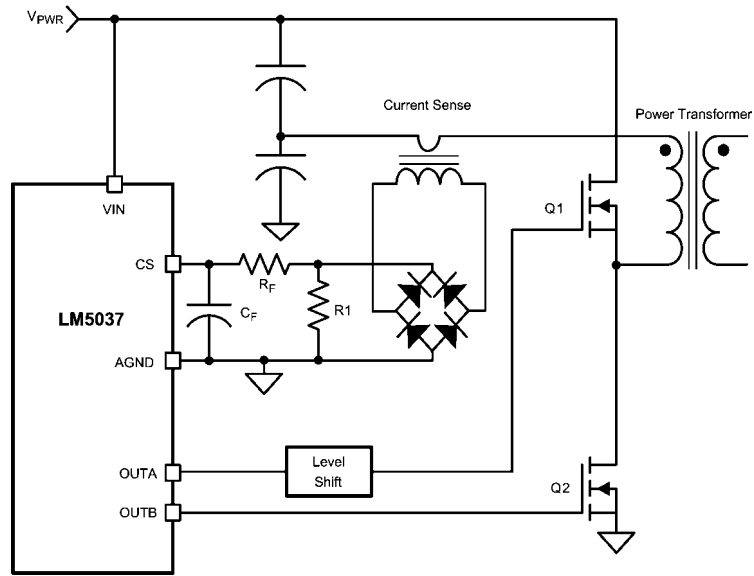 VPWR
Current Sense
Power Transformer
VIN
Q1
CS
RF
CF
R1
LM5037
AGND
OUTA
Level
Shift
Q2
OUTB